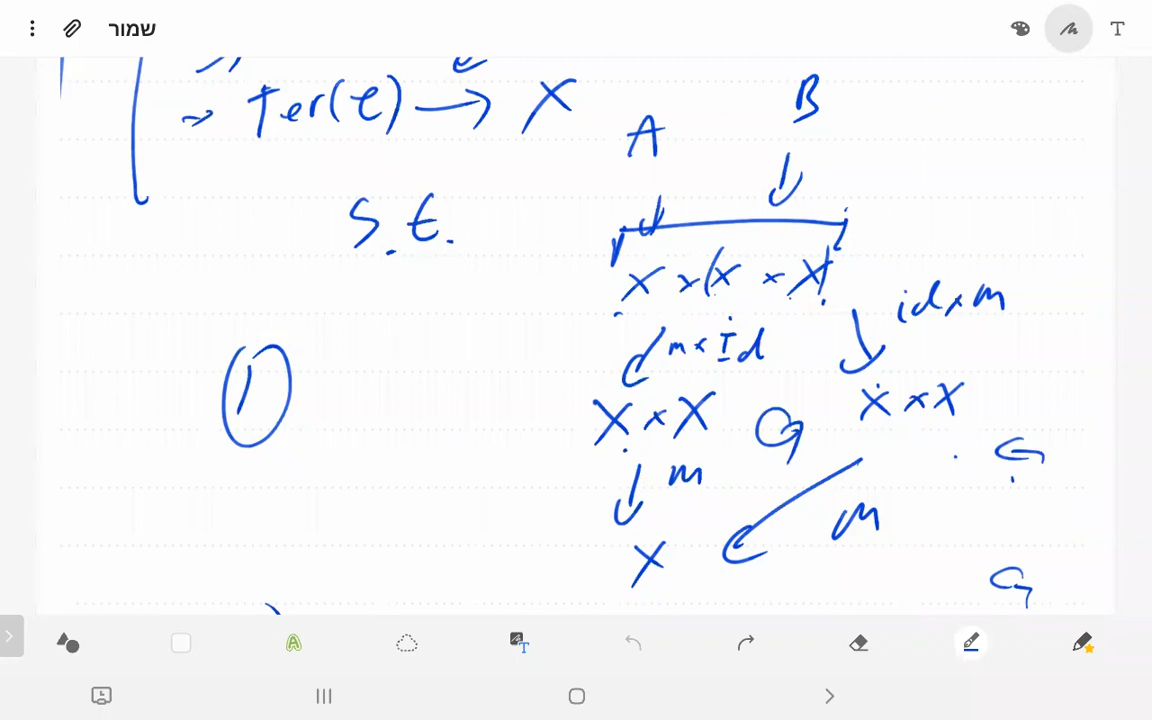 שמור
T
→ Ter(t) → X
B
A
S.t.
X × (X × X)
id × m
m × Id
1
X × X
X × X
m
m
X